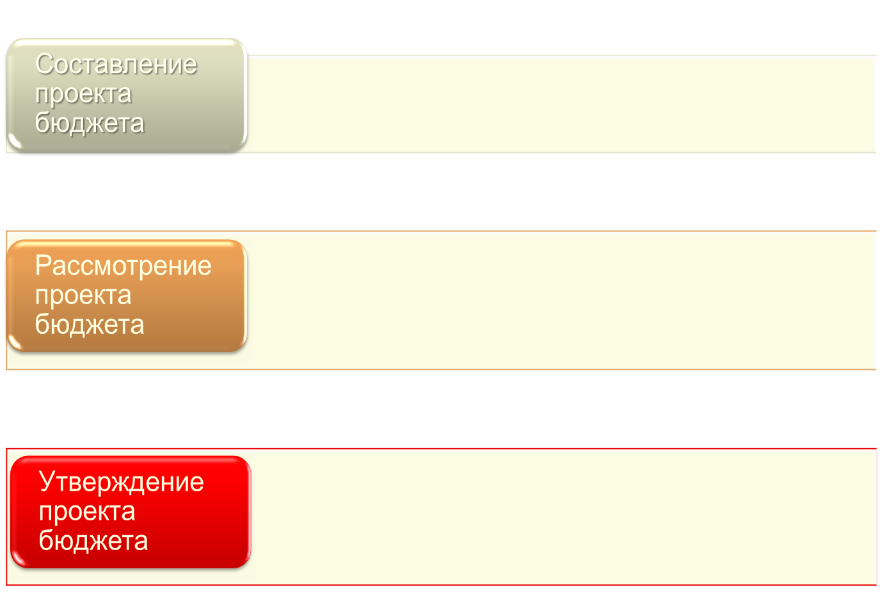 Составление
проекта
бюджета
Рассмотрение
проекта
бюджета
Утверждение
проекта
бюджета